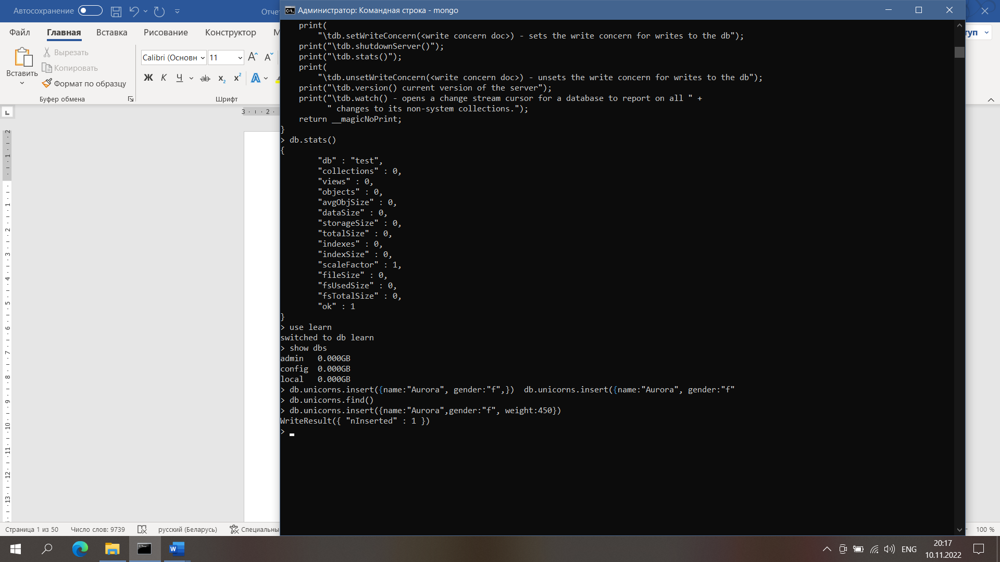 Автосохранение
Отчет
Администратор: Командная строка - mongo
Файл Главная Вставка Рисование Конструктор
Вставить
Вырезать
Копировать
Формат по образцу
Буфер обмена
Calibri (Основн 11
Ж К Ч ab x₂ x² A
Шрифт
туп
3 2
print(
"\tdb.setWriteConcern(<write concern doc>) - sets the write concern for writes to the db");
print("\tdb.shutdownServer()");
print("\tdb.stats()");
print(
"\tdb.unsetWriteConcern(<write concern doc>) - unsets the write concern for writes to the db");
print("\tdb.version() current version of the server");
print("\tdb.watch() - opens a change stream cursor for a database to report on all " +
" changes to its non-system collections.");
return __magicNoPrint;
}
> db.stats()
{
"db" : "test",
"collections" : 0,
"views" : 0,
"objects" : 0,
"avgObjSize" : 0,
"dataSize" : 0,
"storageSize" : 0,
"totalSize" : 0,
"indexes" : 0,
"indexSize" : 0,
"scaleFactor" : 1,
"fileSize" : 0,
"fsUsedSize" : 0,
"fsTotalSize" : 0,
"ok" : 1
}
> use learn
switched to db learn
> show dbs
admin 0.000GB
config 0.000GB
local 0.000GB
> db.unicorns.insert({name:"Aurora", gender:"f",}) db.unicorns.insert({name:"Aurora", gender:"f"
> db.unicorns.find()
> db.unicorns.insert({name:"Aurora",gender:"f", weight:450})
WriteResult({ "nInserted" : 1 })
>
Страница 1 из 50 Число слов: 9739 русский (Беларусь) Специальны
100 %
ENG
20:17
10.11.2022